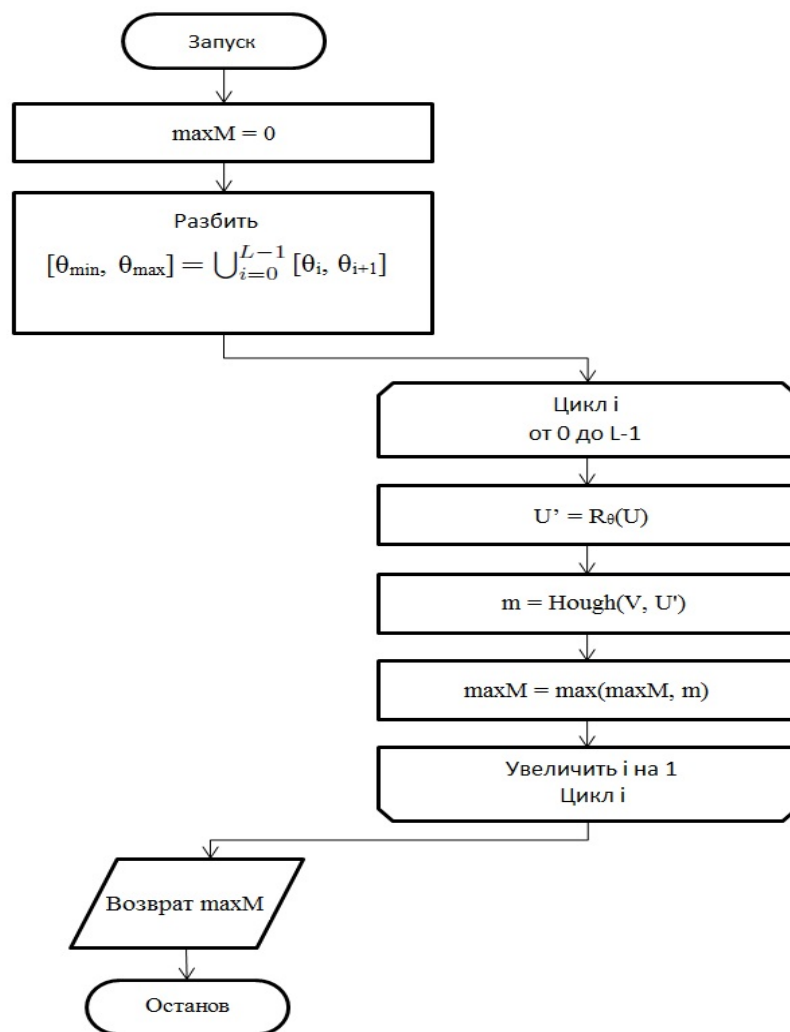 Запуск
maxM = 0
Разбить
[θmin, θmax] = ⋃_{i=0}^{L−1} [θi, θi+1]
Цикл i
от 0 до L-1
U’ = Rθ(U)
m = Hough(V, U')
maxM = max(maxM, m)
Увеличить i на 1
Цикл i
Возврат maxM
Останов